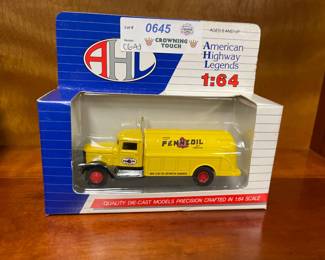 Lot #
0645
CROWNING
TOUCH
AGES 8 AND UP
AHL
American
Highway
Legends
1:64
PENNZOIL
QUALITY DIE-CAST MODELS PRECISION CRAFTED IN 1:64 SCALE